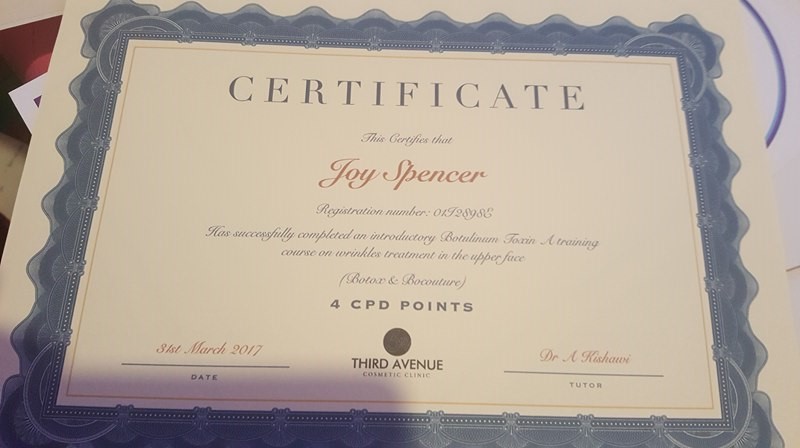 CERTIFICATE
This Certifies that
Joy Spencer
Registration number: 01I2898E
Has successfully completed an introductory Botulinum Toxin A training
course on wrinkles treatment in the upper face
(Botox & Bocouture)
4 CPD POINTS
31st March 2017
DATE
THIRD AVENUE
COSMETIC CLINIC
Dr A Kishawi
TUTOR